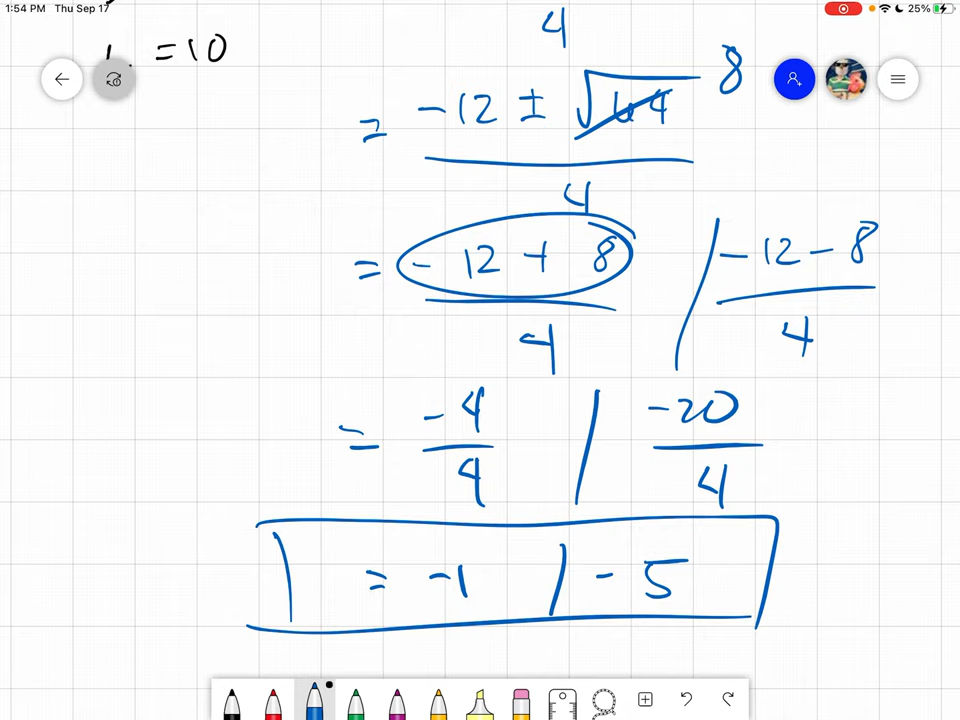 1:54 PM Thu Sep 17 25%
= 10
4
= -12 ± √64 8
4
= -12 + 8 / -12 - 8
4 4
= -4 / -20
4 4
= -1 / -5